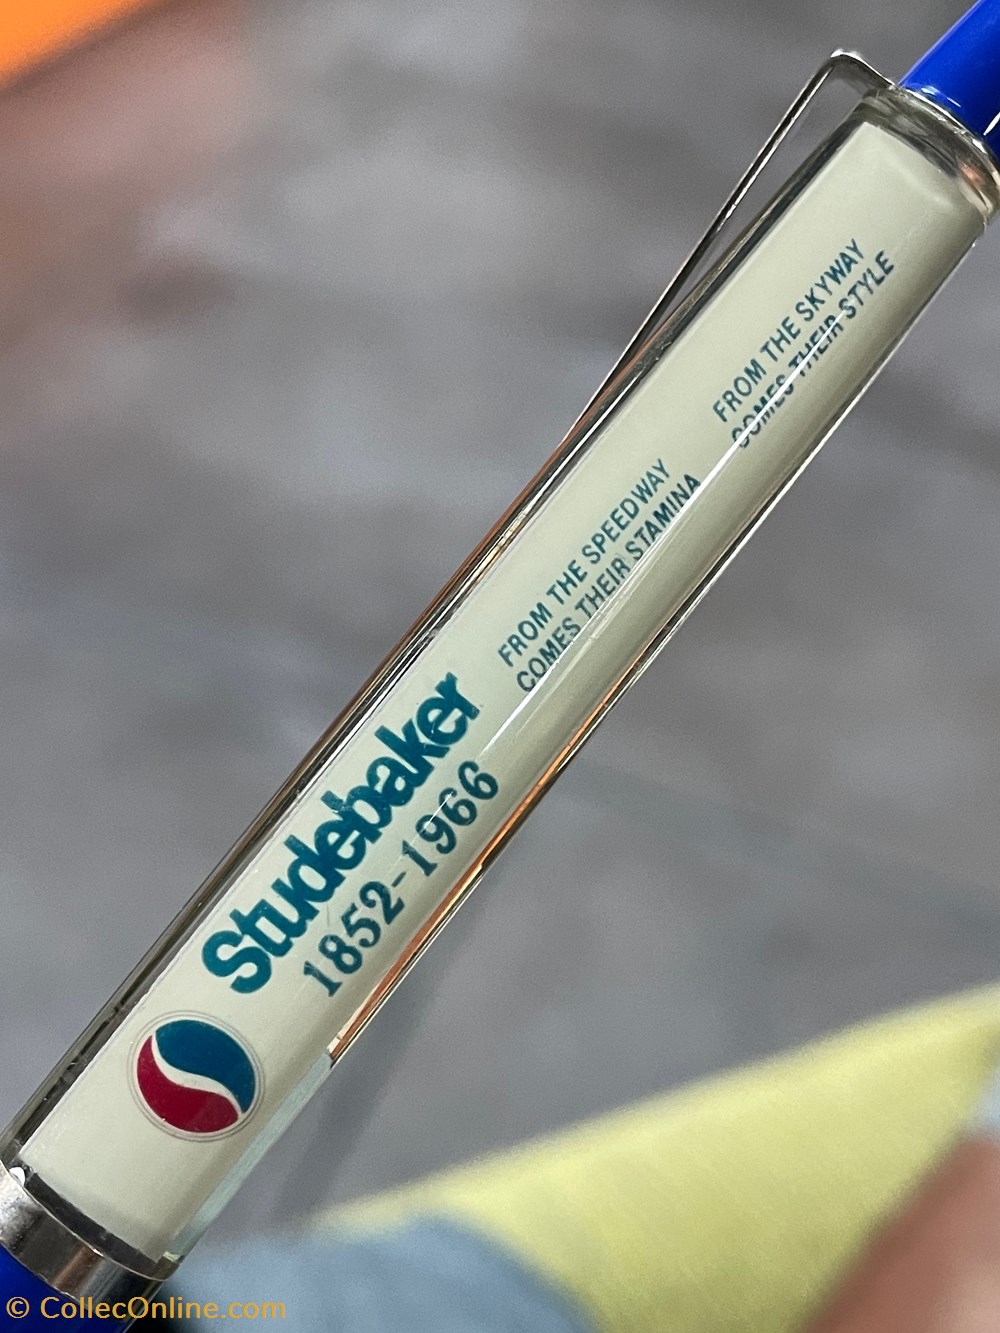 Studebaker
1852-1966
FROM THE SPEEDWAY
COMES THEIR STAMINA
FROM THE SKYWAY
COMES THEIR STYLE
© CollecOnline.com